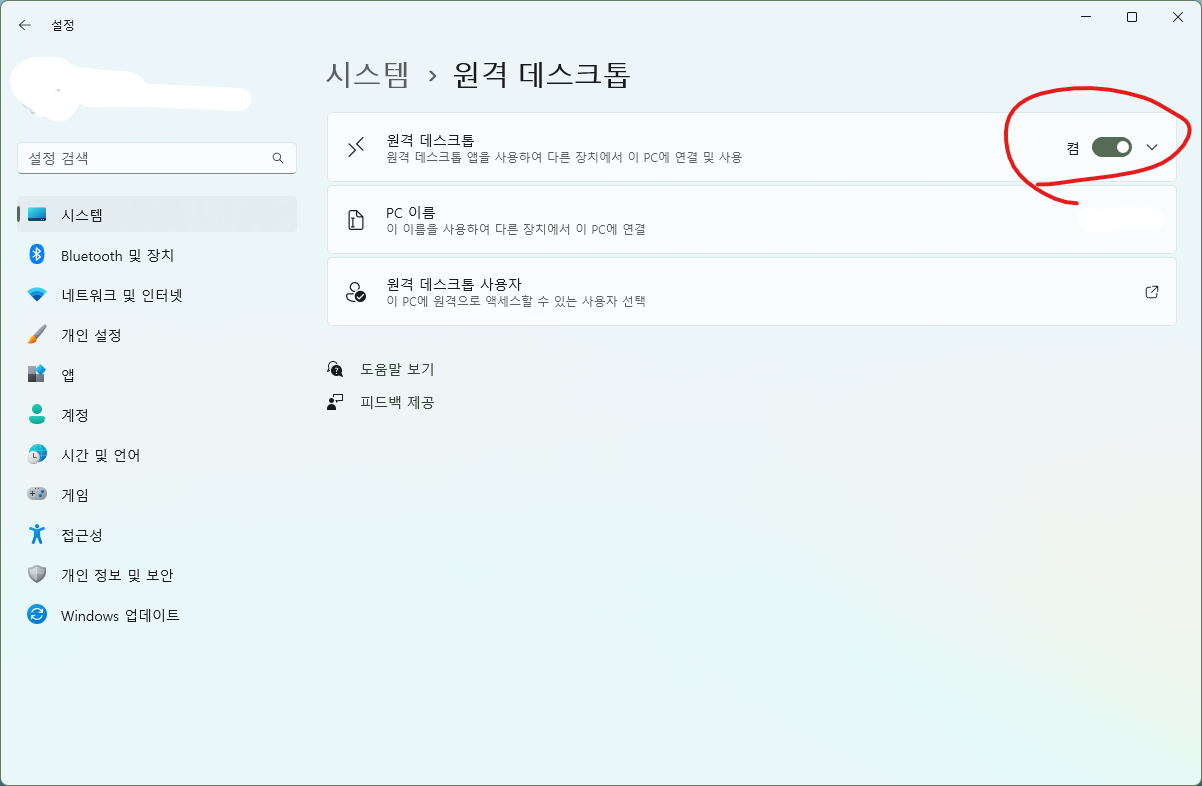 설정
시스템 › 원격 데스크톱
설정 검색
시스템
Bluetooth 및 장치
네트워크 및 인터넷
개인 설정
앱
계정
시간 및 언어
게임
접근성
개인 정보 및 보안
Windows 업데이트
원격 데스크톱
원격 데스크톱 앱을 사용하여 다른 장치에서 이 PC에 연결 및 사용
켬
PC 이름
이 이름을 사용하여 다른 장치에서 이 PC에 연결
원격 데스크톱 사용자
이 PC에 원격으로 액세스할 수 있는 사용자 선택
도움말 보기
피드백 제공